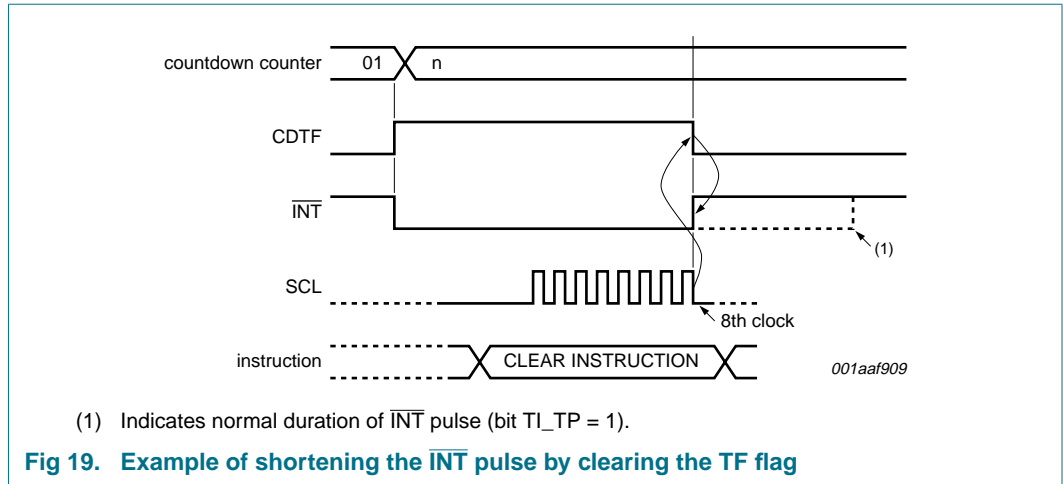 countdown counter 01 n
CDTF
INT
(1)
SCL
8th clock
instruction CLEAR INSTRUCTION
001aaf909
(1) Indicates normal duration of INT pulse (bit TI_TP = 1).
Fig 19. Example of shortening the INT pulse by clearing the TF flag